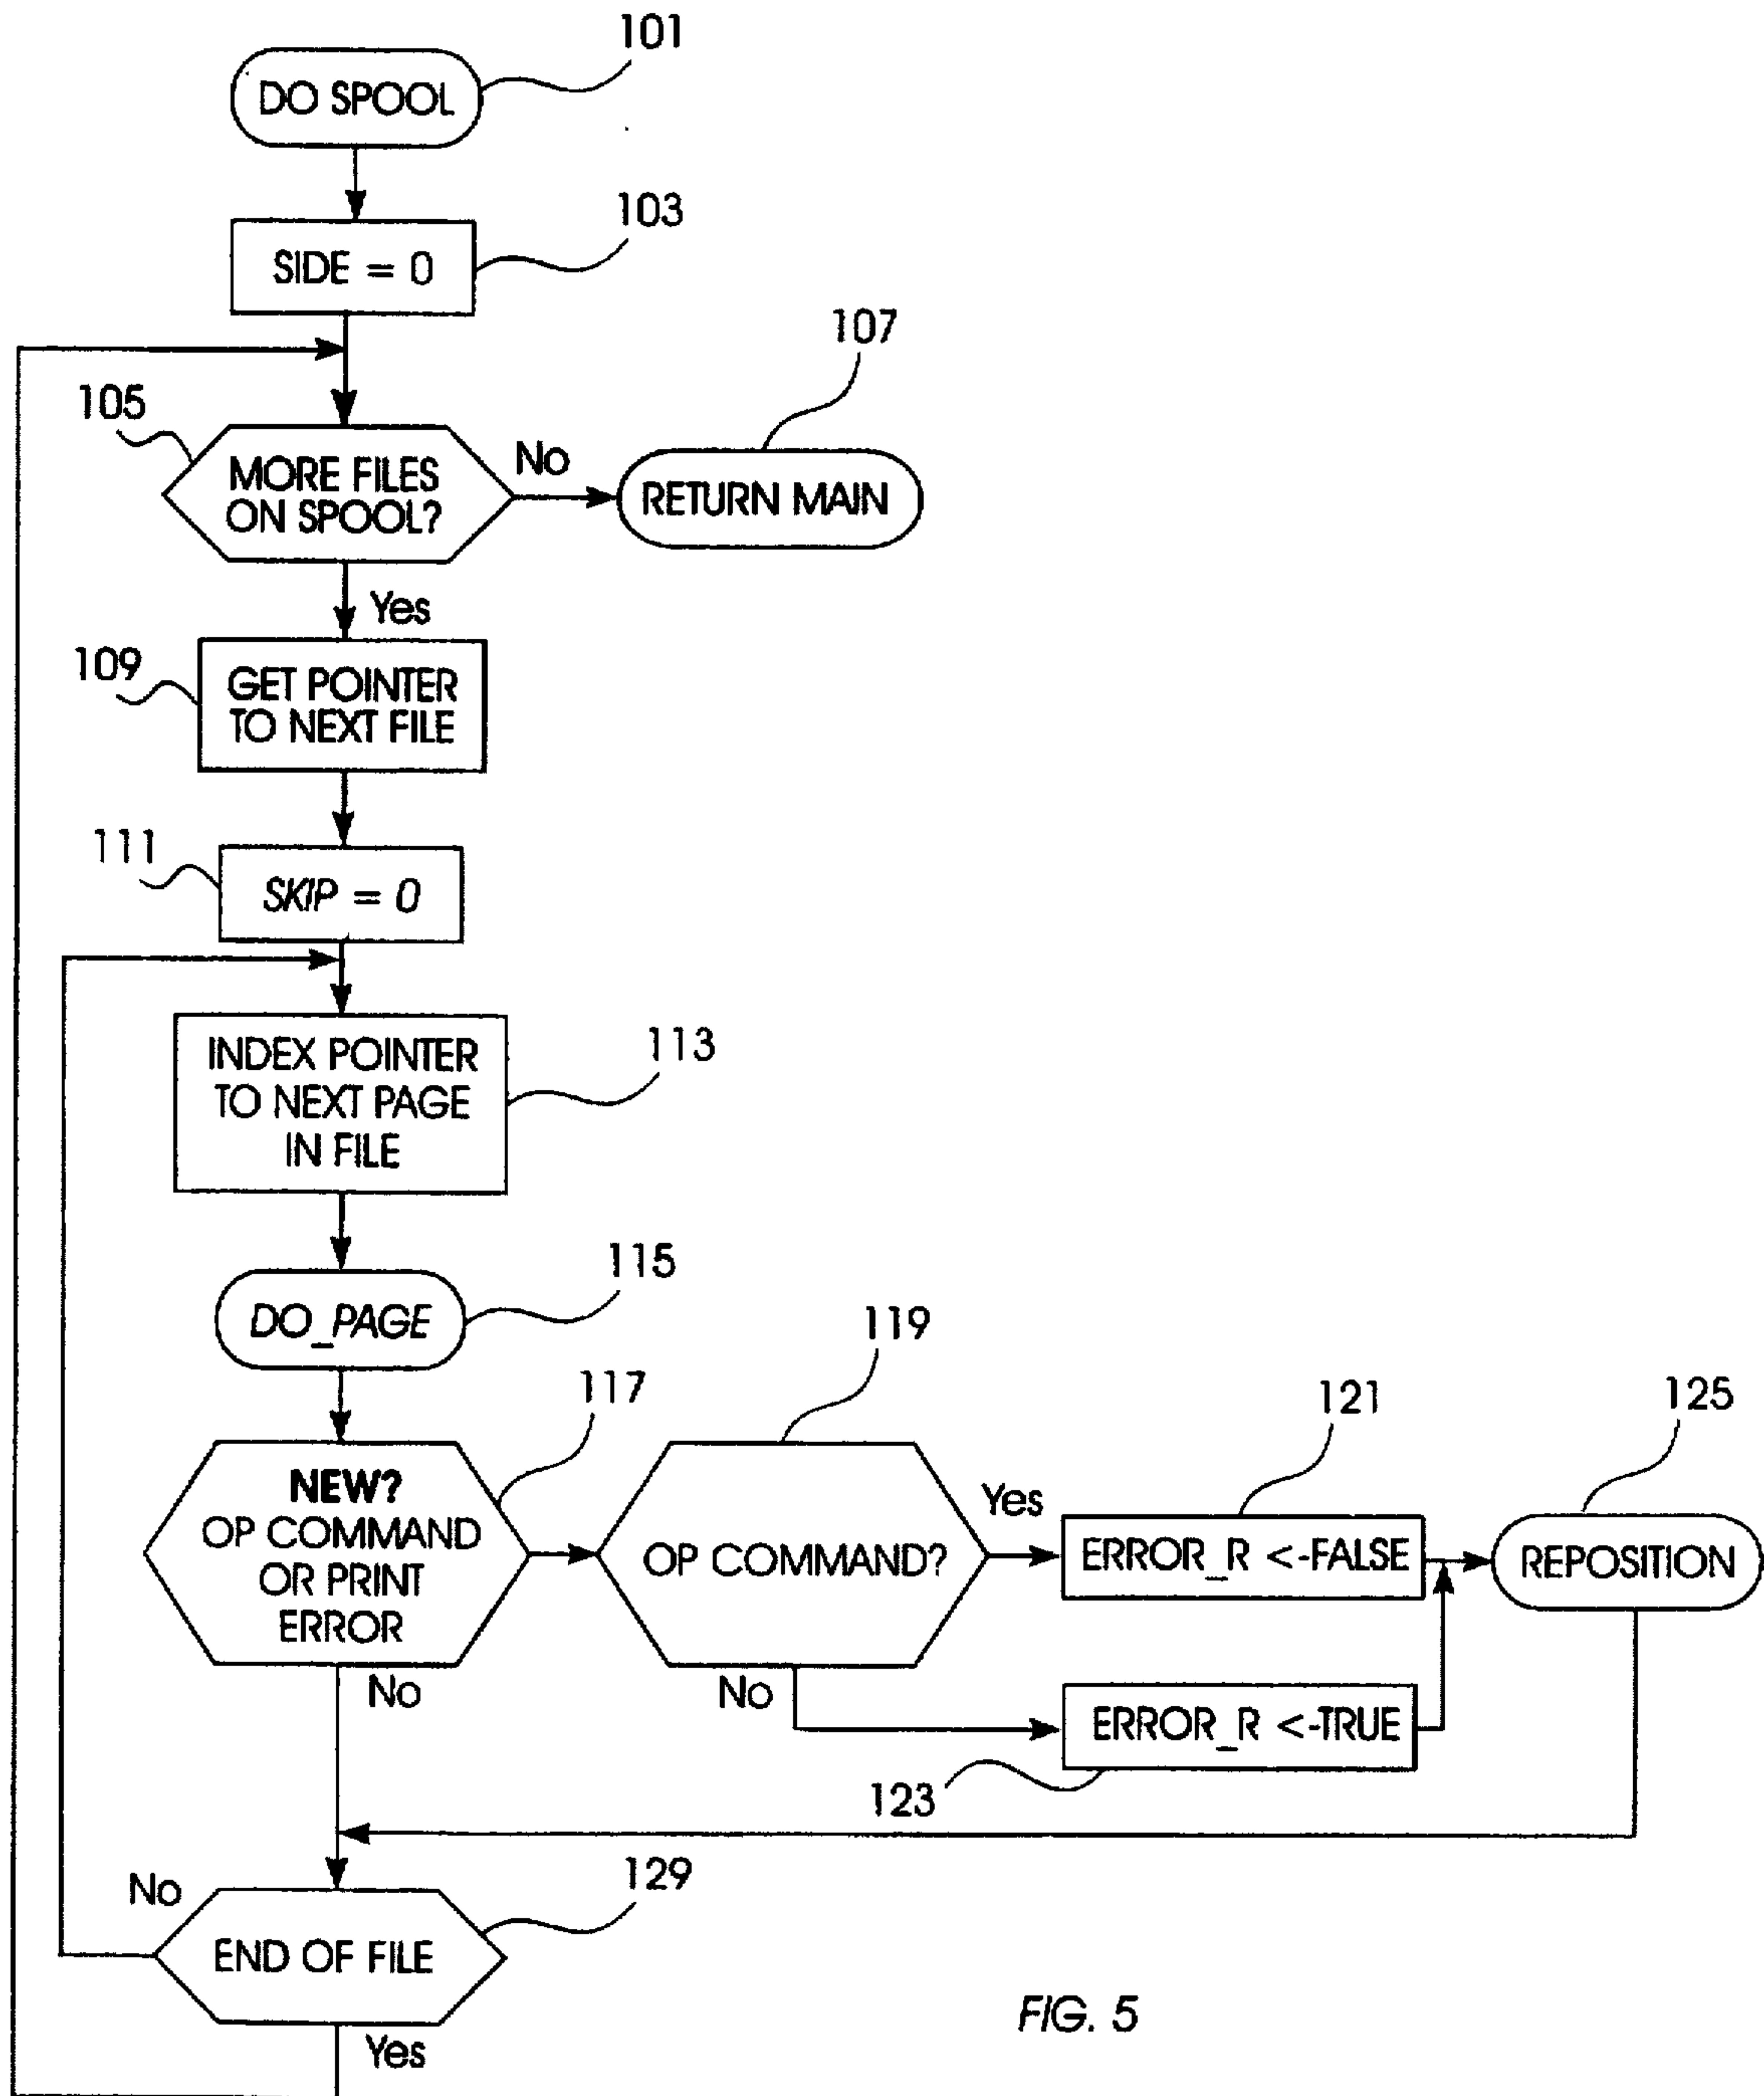 101
DO SPOOL
103
SIDE = 0
107
105
MORE FILES
ON SPOOL?
No
RETURN MAIN
Yes
109
GET POINTER
TO NEXT FILE
111
SKIP = 0
INDEX POINTER
TO NEXT PAGE
IN FILE
113
115
DO_PAGE
119
117
121
125
NEW?
OP COMMAND
OR PRINT
ERROR
OP COMMAND?
Yes
ERROR_R <-FALSE
REPOSITION
No
No
ERROR_R <-TRUE
123
129
No
END OF FILE
Yes
FIG. 5